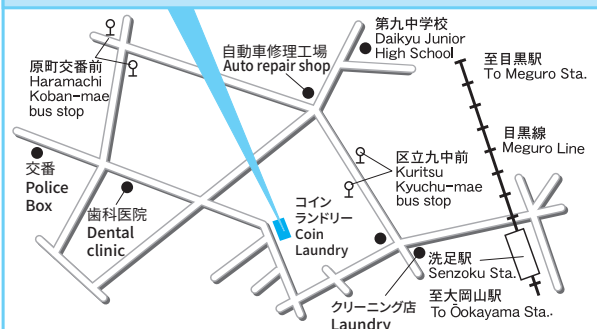 第九中学校
Daikyu Junior
High School
自動車修理工場
Auto repair shop
原町交番前
Haramachi
Koban-mae
bus stop
至目黒駅
To Meguro Sta.
目黒線
Meguro Line
区立九中前
Kuritsu
Kyuchu-mae
bus stop
交番
Police
Box
歯科医院
Dental
clinic
コイン
ランドリー
Coin
Laundry
洗足駅
Senzoku Sta.
クリーニング店
Laundry
至大岡山駅
To Ōokayama Sta..